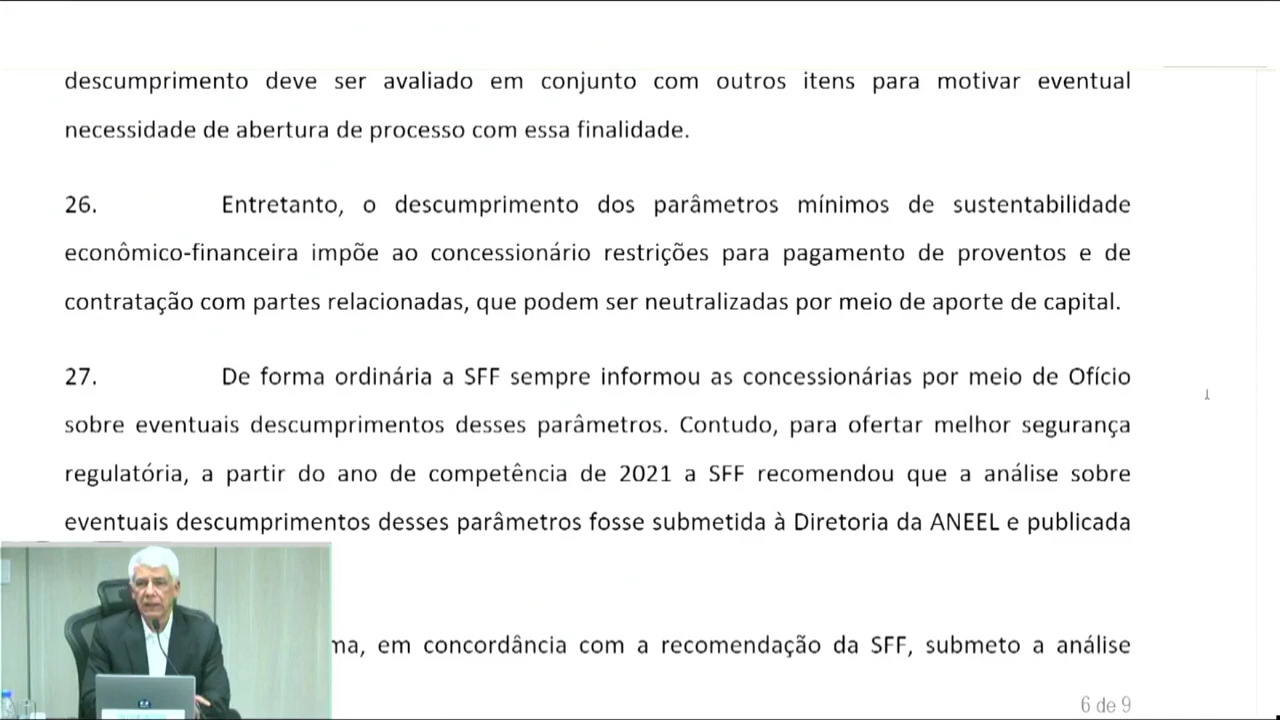 descumprimento deve ser avaliado em conjunto com outros itens para motivar eventual
necessidade de abertura de processo com essa finalidade.
26. Entretanto, o descumprimento dos parâmetros mínimos de sustentabilidade
econômico-financeira impõe ao concessionário restrições para pagamento de proventos e de
contratação com partes relacionadas, que podem ser neutralizadas por meio de aporte de capital.
27. De forma ordinária a SFF sempre informou as concessionárias por meio de Ofício
sobre eventuais descumprimentos desses parâmetros. Contudo, para ofertar melhor segurança
regulatória, a partir do ano de competência de 2021 a SFF recomendou que a análise sobre
eventuais descumprimentos desses parâmetros fosse submetida à Diretoria da ANEEL e publicada
ma, em concordância com a recomendação da SFF, submeto a análise
6 de 9